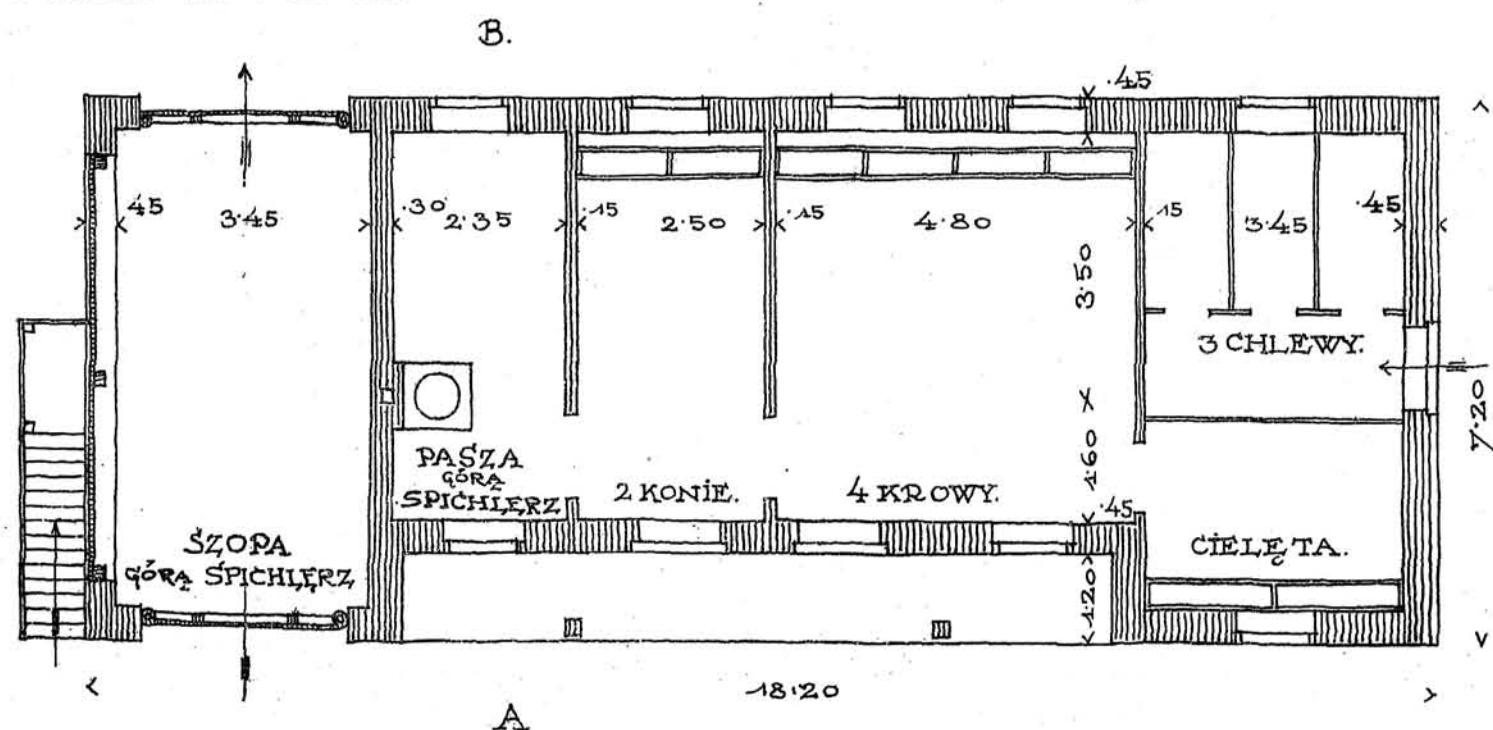 B.
·45
45 3·45 ·30 2·35 ·15 2·50 ·15 4·80 ·15 3·45 ·45
3·50
3 CHLEWY.
7·20
1·60
PASZA
GÓRĄ
SPICHLERZ
2 KONIE.
4 KROWY.
·45
SZOPA
GÓRĄ SPICHLERZ
CIELĘTA.
1·20
18·20
A